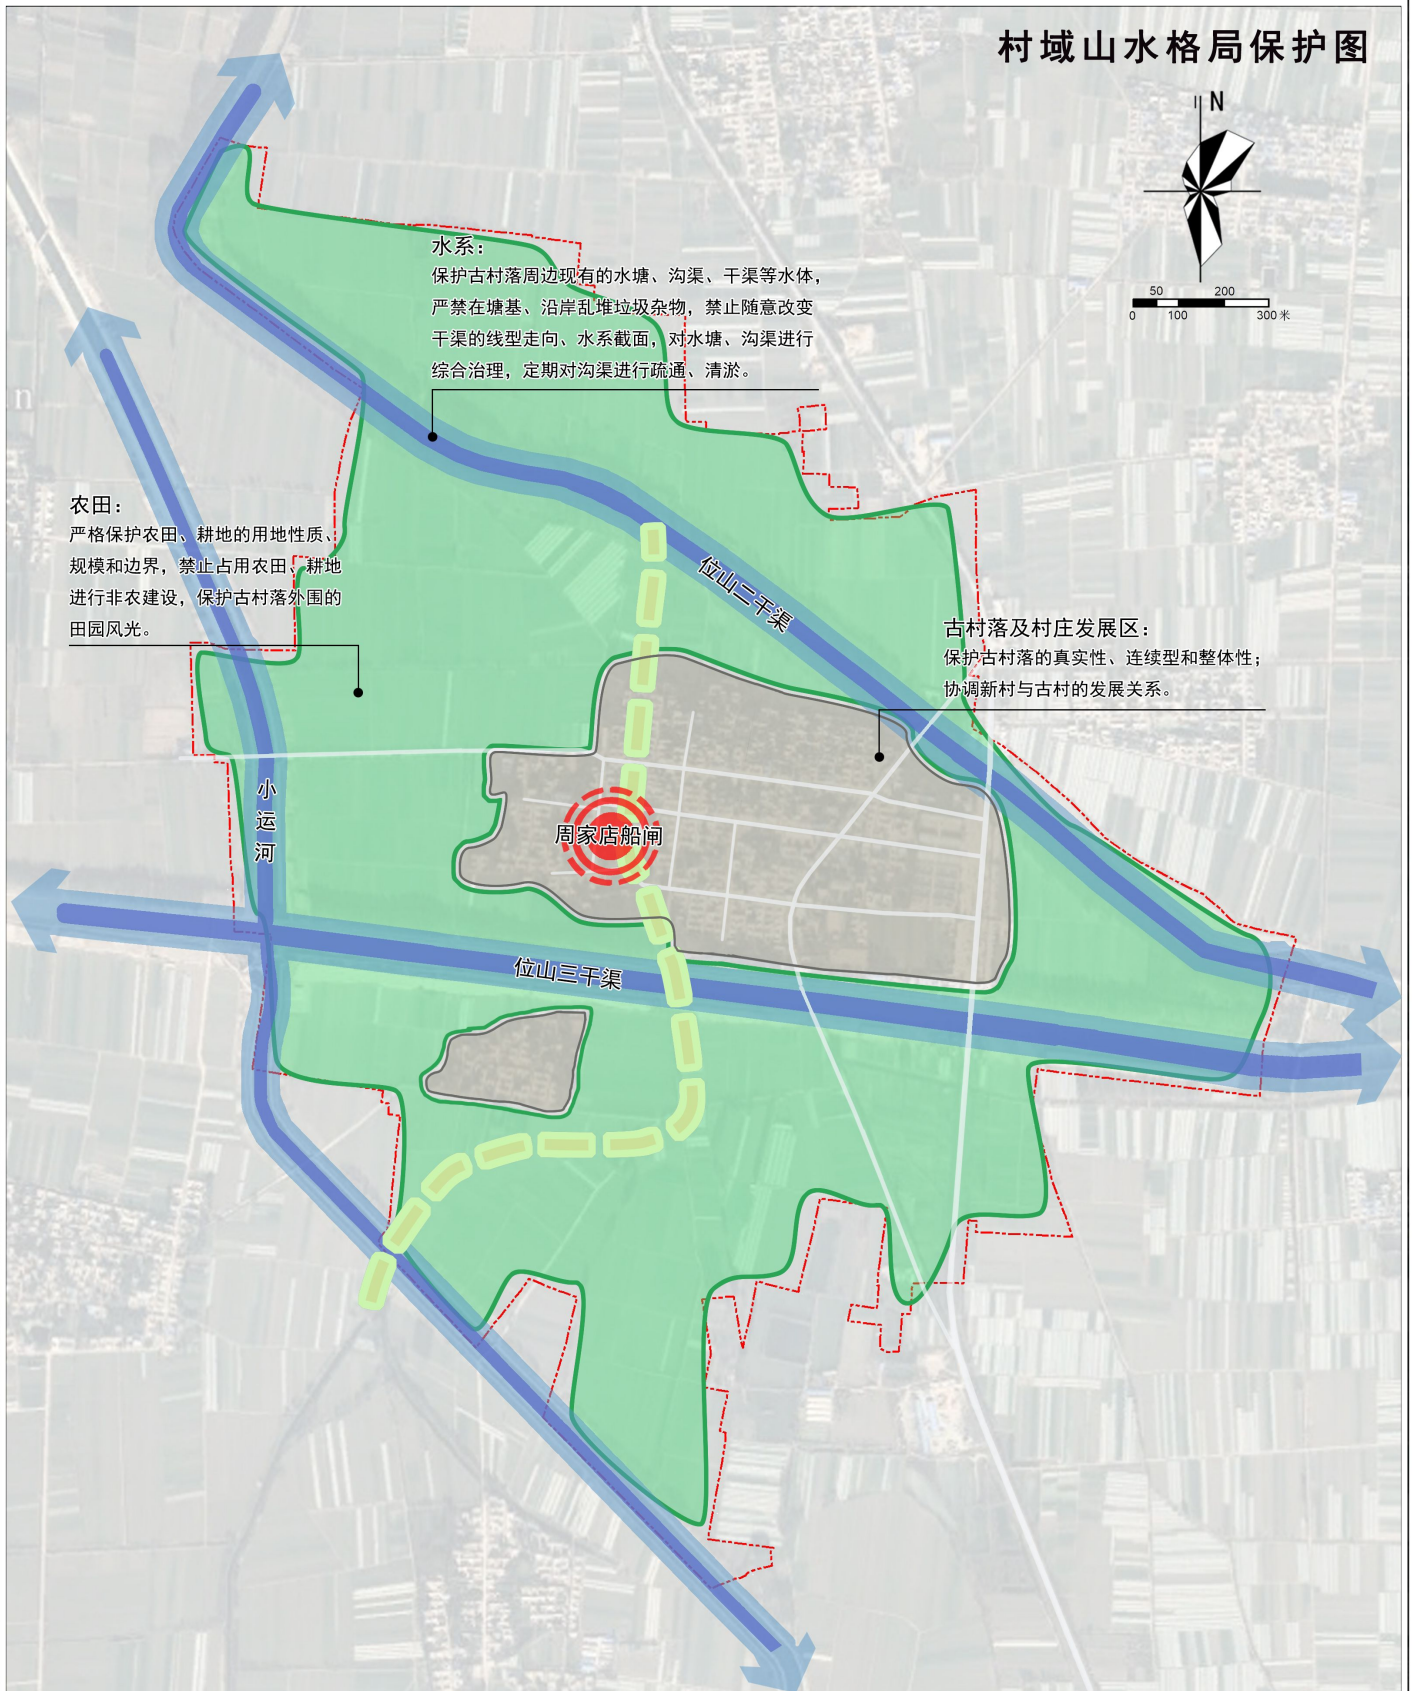 村域山水格局保护图
N
50 200
0 100 300 米
水系：
保护古村落周边现有的水塘、沟渠、干渠等水体，
严禁在塘基、沿岸乱堆垃圾杂物，禁止随意改变
干渠的线型走向、水系截面，对水塘、沟渠进行
综合治理，定期对沟渠进行疏通、清淤。
n
农田：
严格保护农田、耕地的用地性质、
规模和边界，禁止占用农田、耕地
进行非农建设，保护古村落外围的
田园风光。
位山二干渠
古村落及村庄发展区：
保护古村落的真实性、连续型和整体性；
协调新村与古村的发展关系。
小运河
周家店船闸
位山三干渠